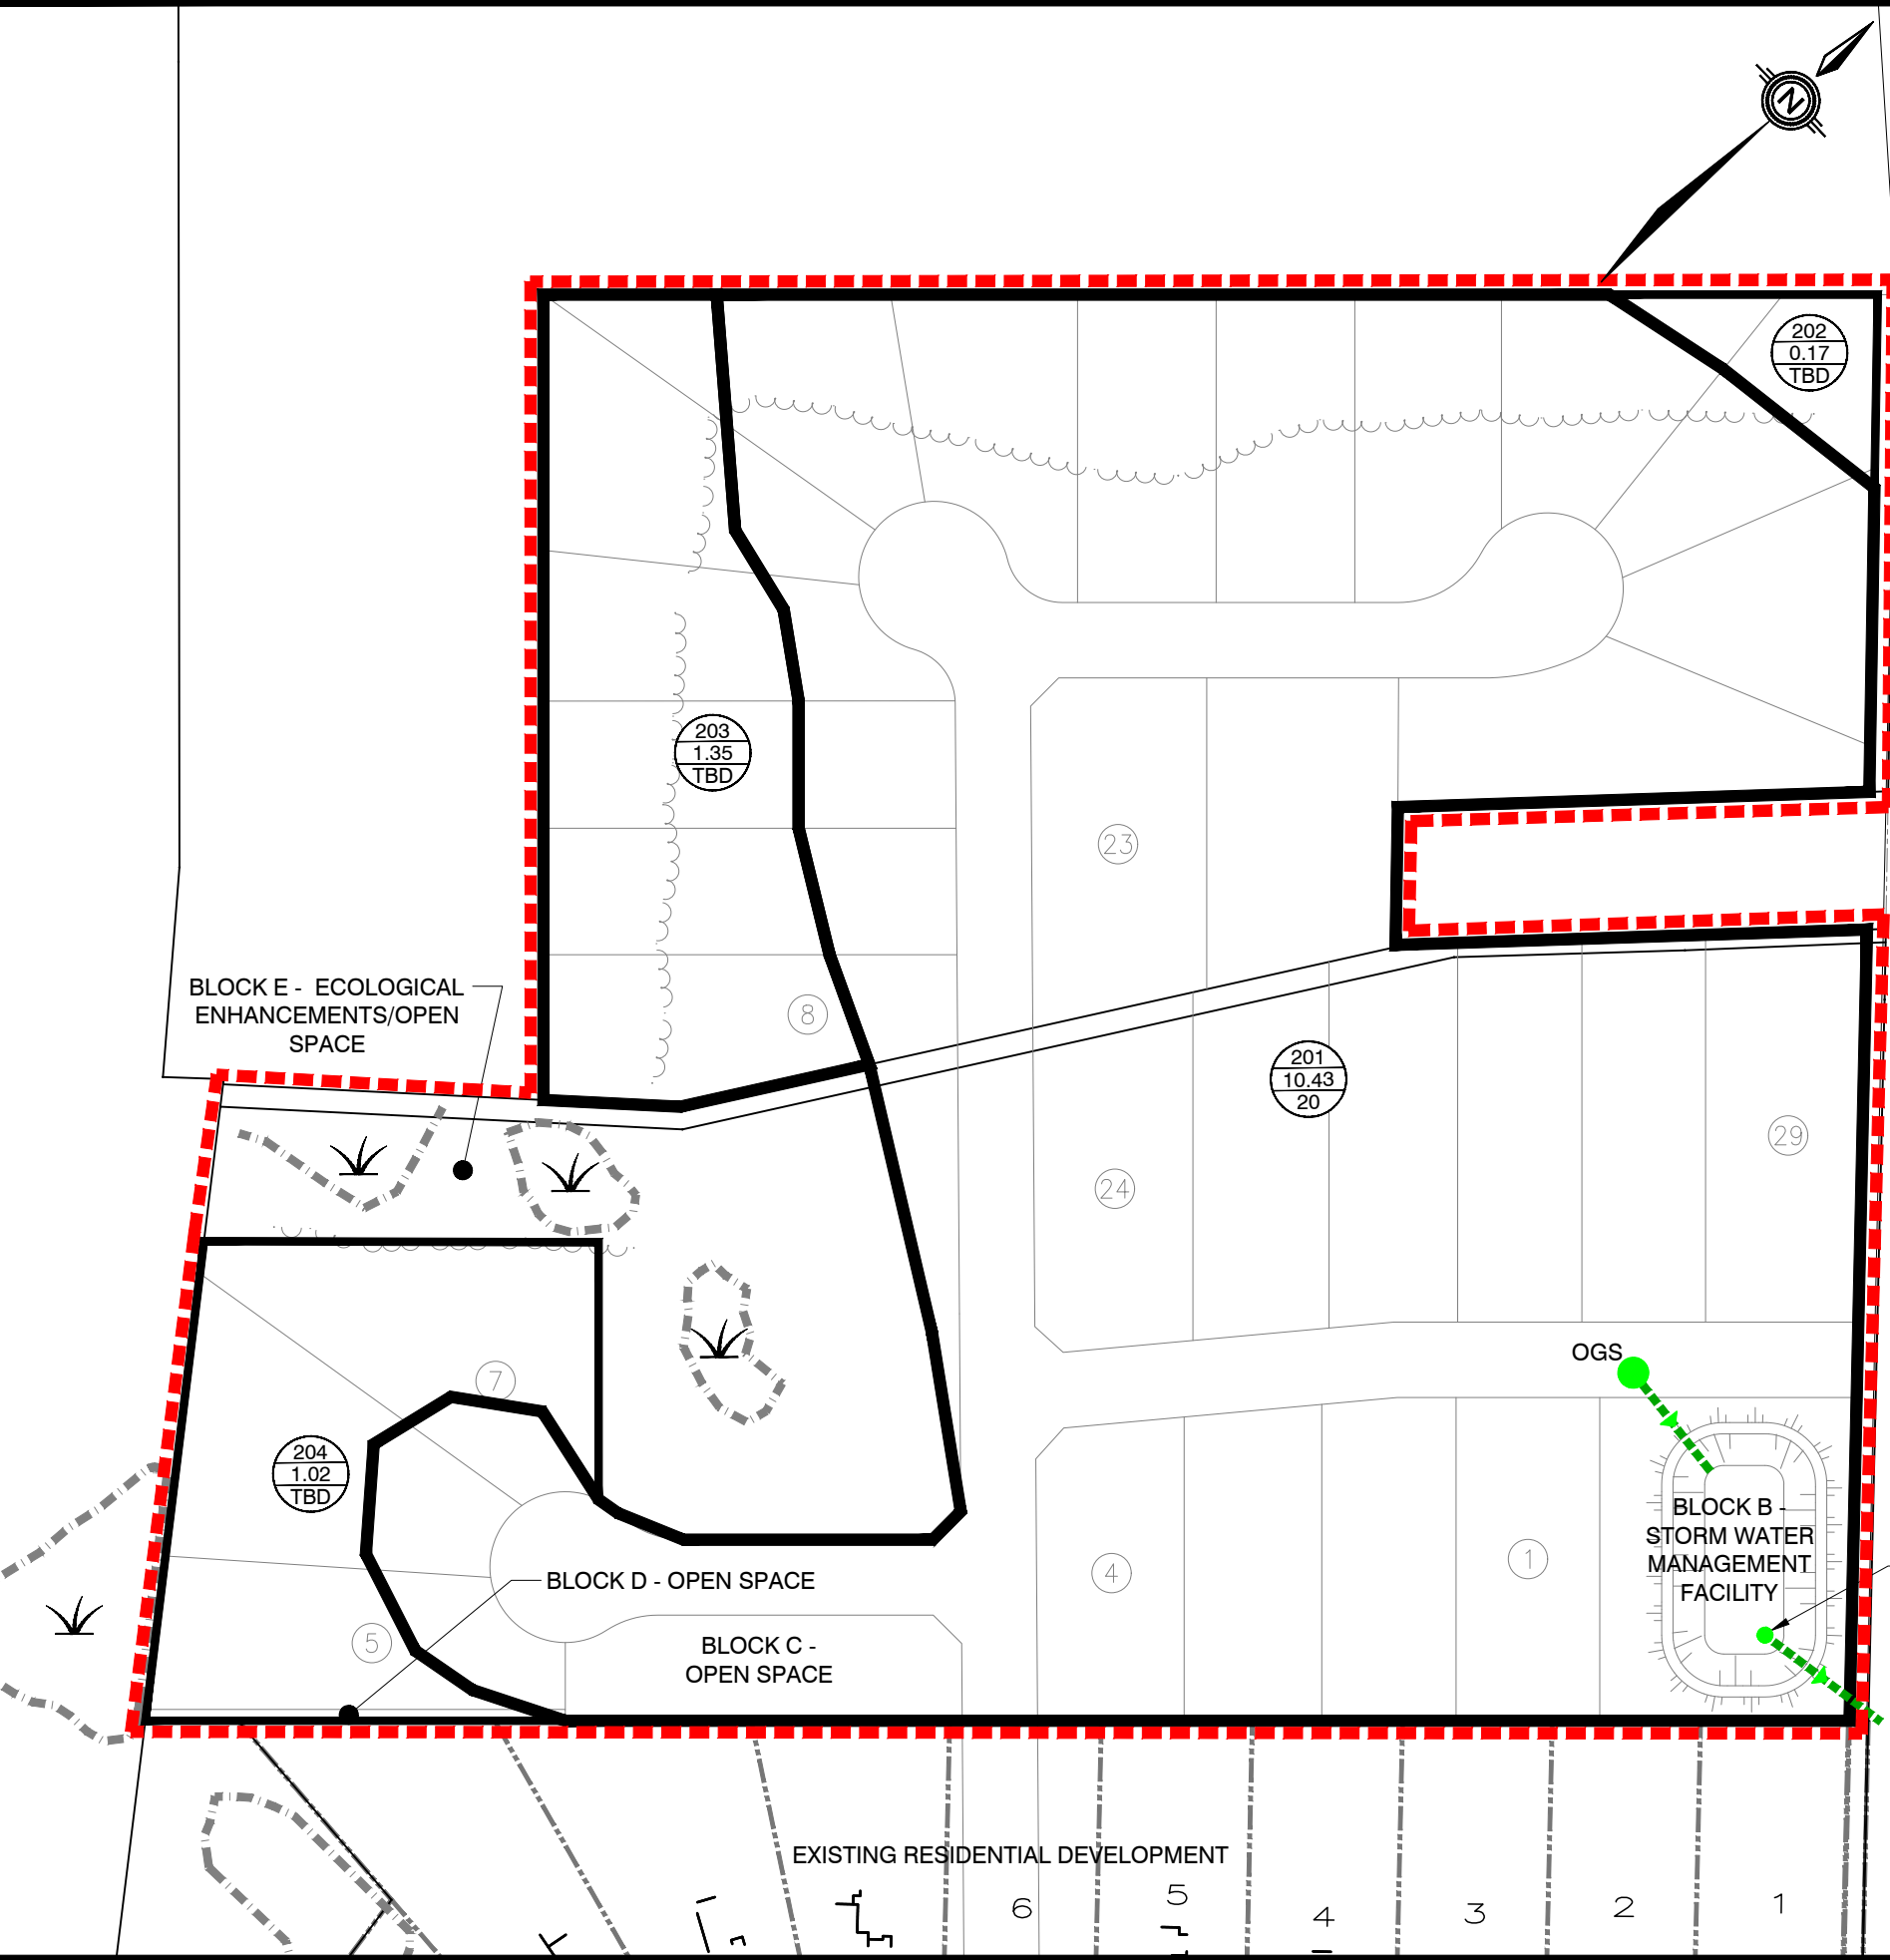 N
202
0.17
TBD
203
1.35
TBD
23
BLOCK E - ECOLOGICAL
ENHANCEMENTS/OPEN
SPACE
8
201
10.43
20
29
24
OGS
7
204
1.02
TBD
BLOCK B -
STORM WATER
MANAGEMENT
FACILITY
BLOCK D - OPEN SPACE
4
1
5
BLOCK C -
OPEN SPACE
EXISTING RESIDENTIAL DEVELOPMENT
6
5
4
3
2
1